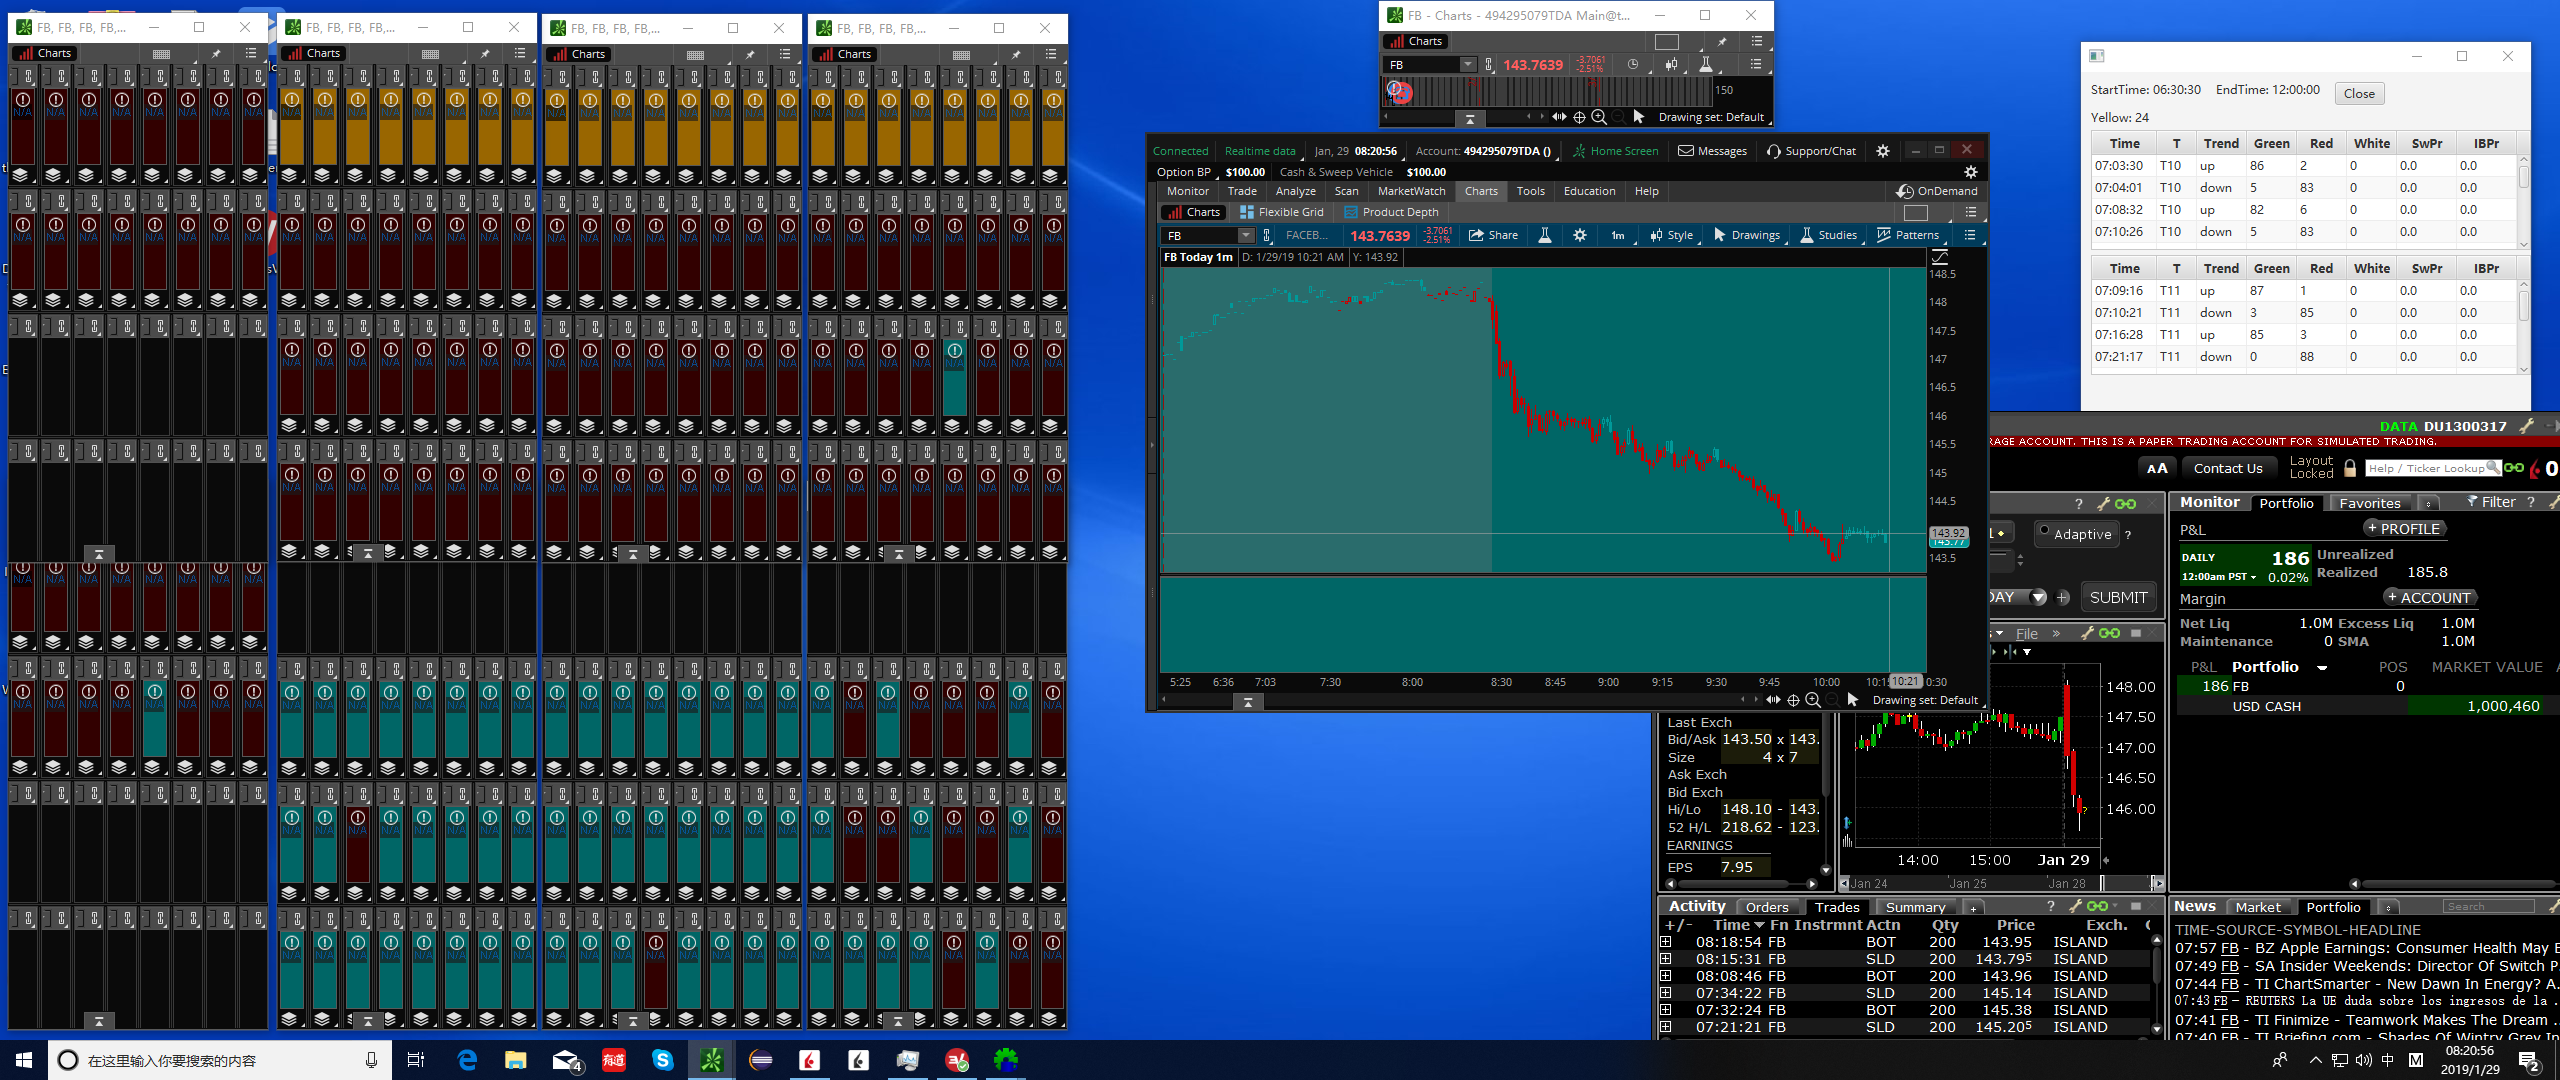 FB, FB, FB, FB,...
Charts
FB, FB, FB, FB,...
Charts
FB, FB, FB, FB,...
Charts
FB, FB, FB, FB,...
Charts
FB - Charts - 494295079TDA Main@t...
Charts
FB 143.7639 -3.7061 -2.51%
150
Drawing set: Default
Connected Realtime data Jan, 29 08:20:56 Account: 494295079TDA () Home Screen Messages Support/Chat
Option BP $100.00 Cash & Sweep Vehicle $100.00
Monitor Trade Analyze Scan MarketWatch Charts Tools Education Help OnDemand
Charts Flexible Grid Product Depth
FB FACEB... 143.7639 -3.7061 -2.51% Share 1m Style Drawings Studies Patterns
FB Today 1m D: 1/29/19 10:21 AM Y: 143.92
148.5
148
147.5
147
146.5
146
145.5
145
144.5
143.92
143.77
143.5
5:25 6:36 7:03 7:30 8:00 8:30 8:45 9:00 9:15 9:30 9:45 10:00 10:15 10:21 0:30
Drawing set: Default
StartTime: 06:30:30 EndTime: 12:00:00 Close
Yellow: 24
Time T Trend Green Red White SwPr IBPr
07:03:30 T10 up 86 2 0 0.0 0.0
07:04:01 T10 down 5 83 0 0.0 0.0
07:08:32 T10 up 82 6 0 0.0 0.0
07:10:26 T10 down 5 83 0 0.0 0.0
Time T Trend Green Red White SwPr IBPr
07:09:16 T11 up 87 1 0 0.0 0.0
07:10:21 T11 down 3 85 0 0.0 0.0
07:16:28 T11 up 85 3 0 0.0 0.0
07:21:17 T11 down 0 88 0 0.0 0.0
DATA DU1300317
RAGE ACCOUNT. THIS IS A PAPER TRADING ACCOUNT FOR SIMULATED TRADING.
AA Contact Us Layout Locked Help / Ticker Lookup
Monitor Portfolio Favorites Filter ?
P&L + PROFILE
DAILY 186 Unrealized
12:00am PST 0.02% Realized 185.8
Margin + ACCOUNT
Net Liq 1.0M Excess Liq 1.0M
Maintenance 0 SMA 1.0M
P&L Portfolio POS MARKET VALUE
186 FB 0
USD CASH 1,000,460
Adaptive ?
DAY SUBMIT
File »
148.00
147.50
147.00
146.50
146.00
14:00 15:00 Jan 29
Jan 24 Jan 25 Jan 28
Last Exch
Bid/Ask 143.50 x 143.
Size 4 x 7
Ask Exch
Bid Exch
Hi/Lo 148.10 - 143.
52 H/L 218.62 - 123.
EARNINGS
EPS 7.95
Activity Orders Trades Summary +
+/- Time Fn Instrmnt Actn Qty Price Exch.
08:18:54 FB BOT 200 143.95 ISLAND
08:15:31 FB SLD 200 143.795 ISLAND
08:08:46 FB BOT 200 143.96 ISLAND
07:34:22 FB SLD 200 145.14 ISLAND
07:32:24 FB BOT 200 145.38 ISLAND
07:21:21 FB SLD 200 145.205 ISLAND
News Market Portfolio Search
TIME-SOURCE-SYMBOL-HEADLINE
07:57 FB - BZ Apple Earnings: Consumer Health May E
07:49 FB - SA Insider Weekends: Director Of Switch P.
07:44 FB - TI ChartSmarter - New Dawn In Energy? A.
07:43 FB - REUTERS La UE duda sobre los ingresos de la .
07:41 FB - TI Finimize - Teamwork Makes The Dream ..
07:40 FB - TI Briefing.com - Shades Of Wintry Grey In
在这里输入你要搜索的内容
4
有道
中 M 08:20:56
2019/1/29
2